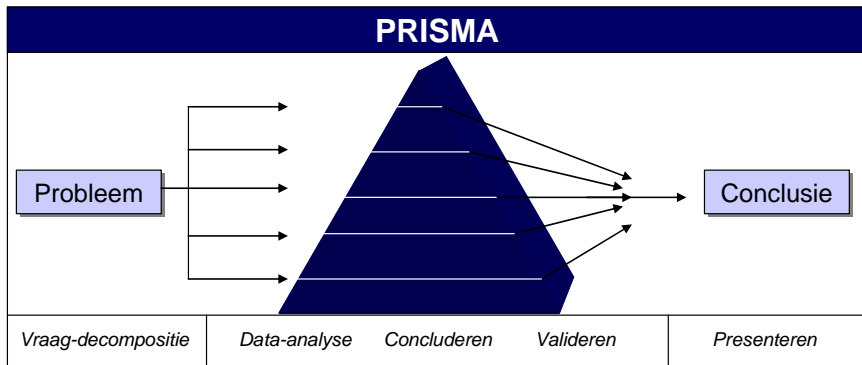 PRISMA
Probleem
Conclusie
Vraag-decompositie
Data-analyse
Concluderen
Valideren
Presenteren